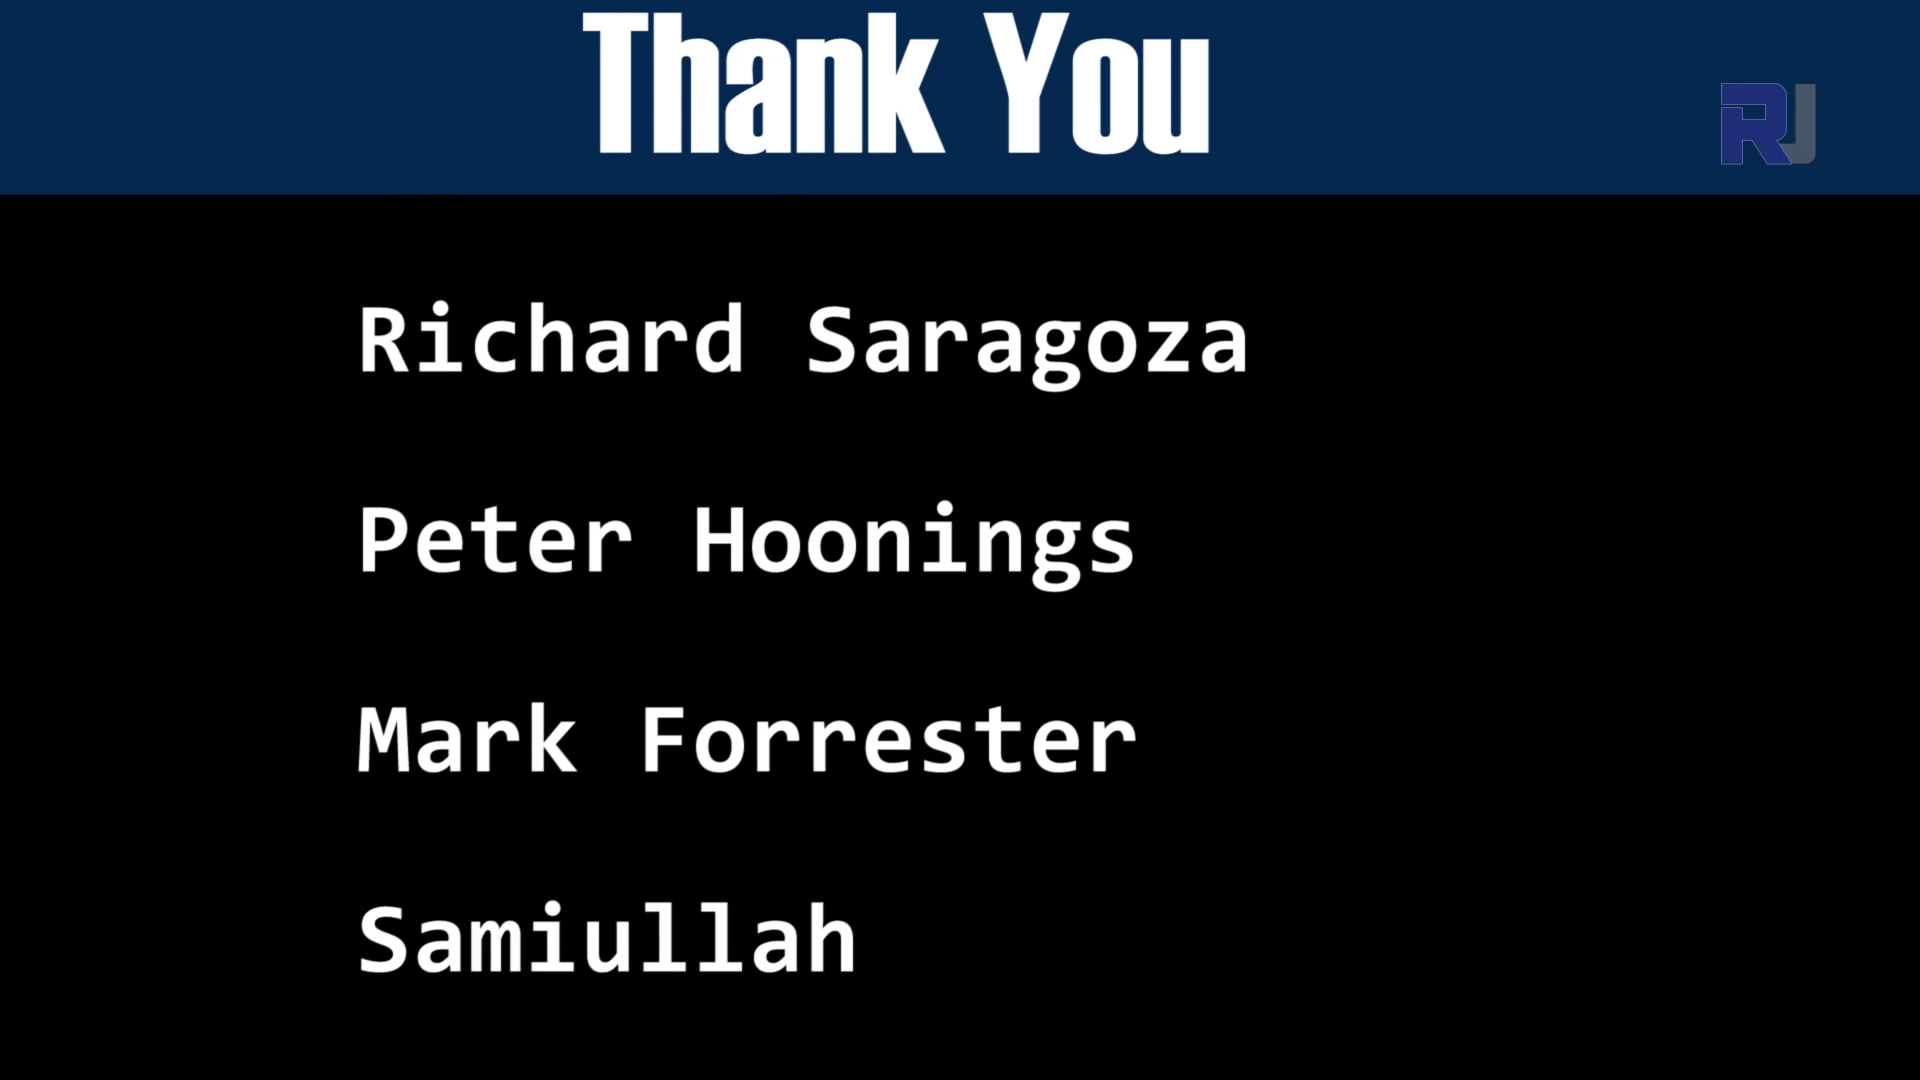 Thank You
RJ
Richard Saragoza
Peter Hoonings
Mark Forrester
Samiullah